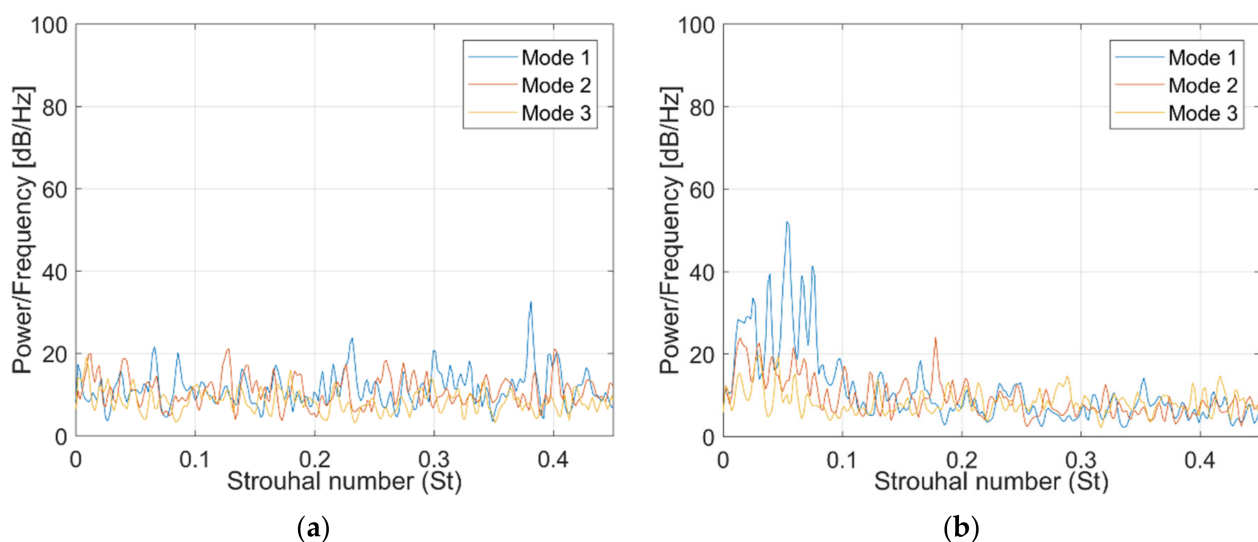 Power/Frequency [dB/Hz]
100
80
60
40
20
0
0 0.1 0.2 0.3 0.4
Strouhal number (St)
Mode 1
Mode 2
Mode 3
(a)
Power/Frequency [dB/Hz]
100
80
60
40
20
0
0 0.1 0.2 0.3 0.4
Strouhal number (St)
Mode 1
Mode 2
Mode 3
(b)